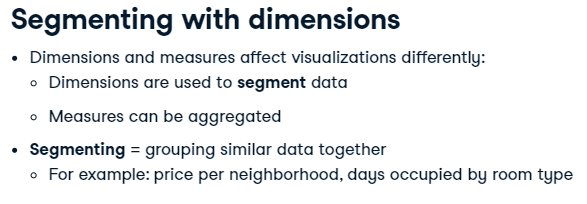 Segmenting with dimensions
• Dimensions and measures affect visualizations differently:
○ Dimensions are used to segment data
○ Measures can be aggregated
• Segmenting = grouping similar data together
○ For example: price per neighborhood, days occupied by room type